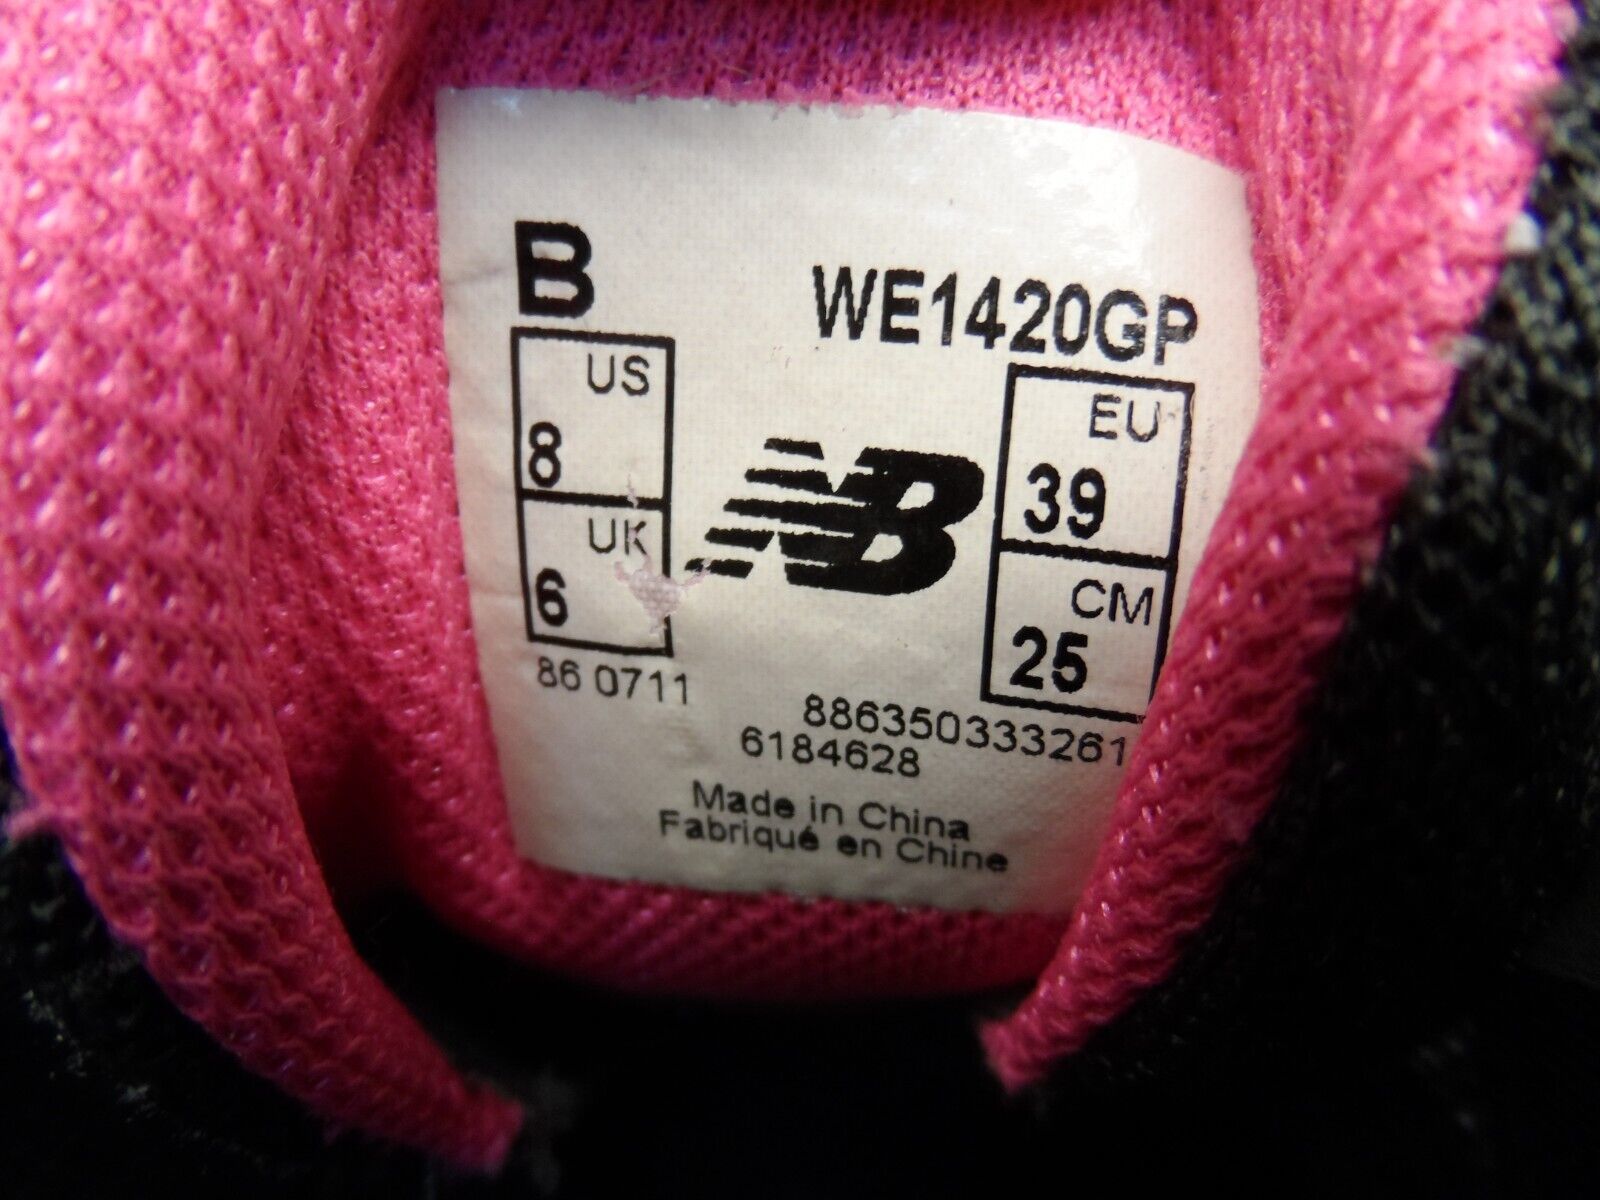 B
WE1420GP
US
8
UK
6
NB
EU
39
CM
25
86 0711
886350333261
6184628
Made in China
Fabriqué en Chine